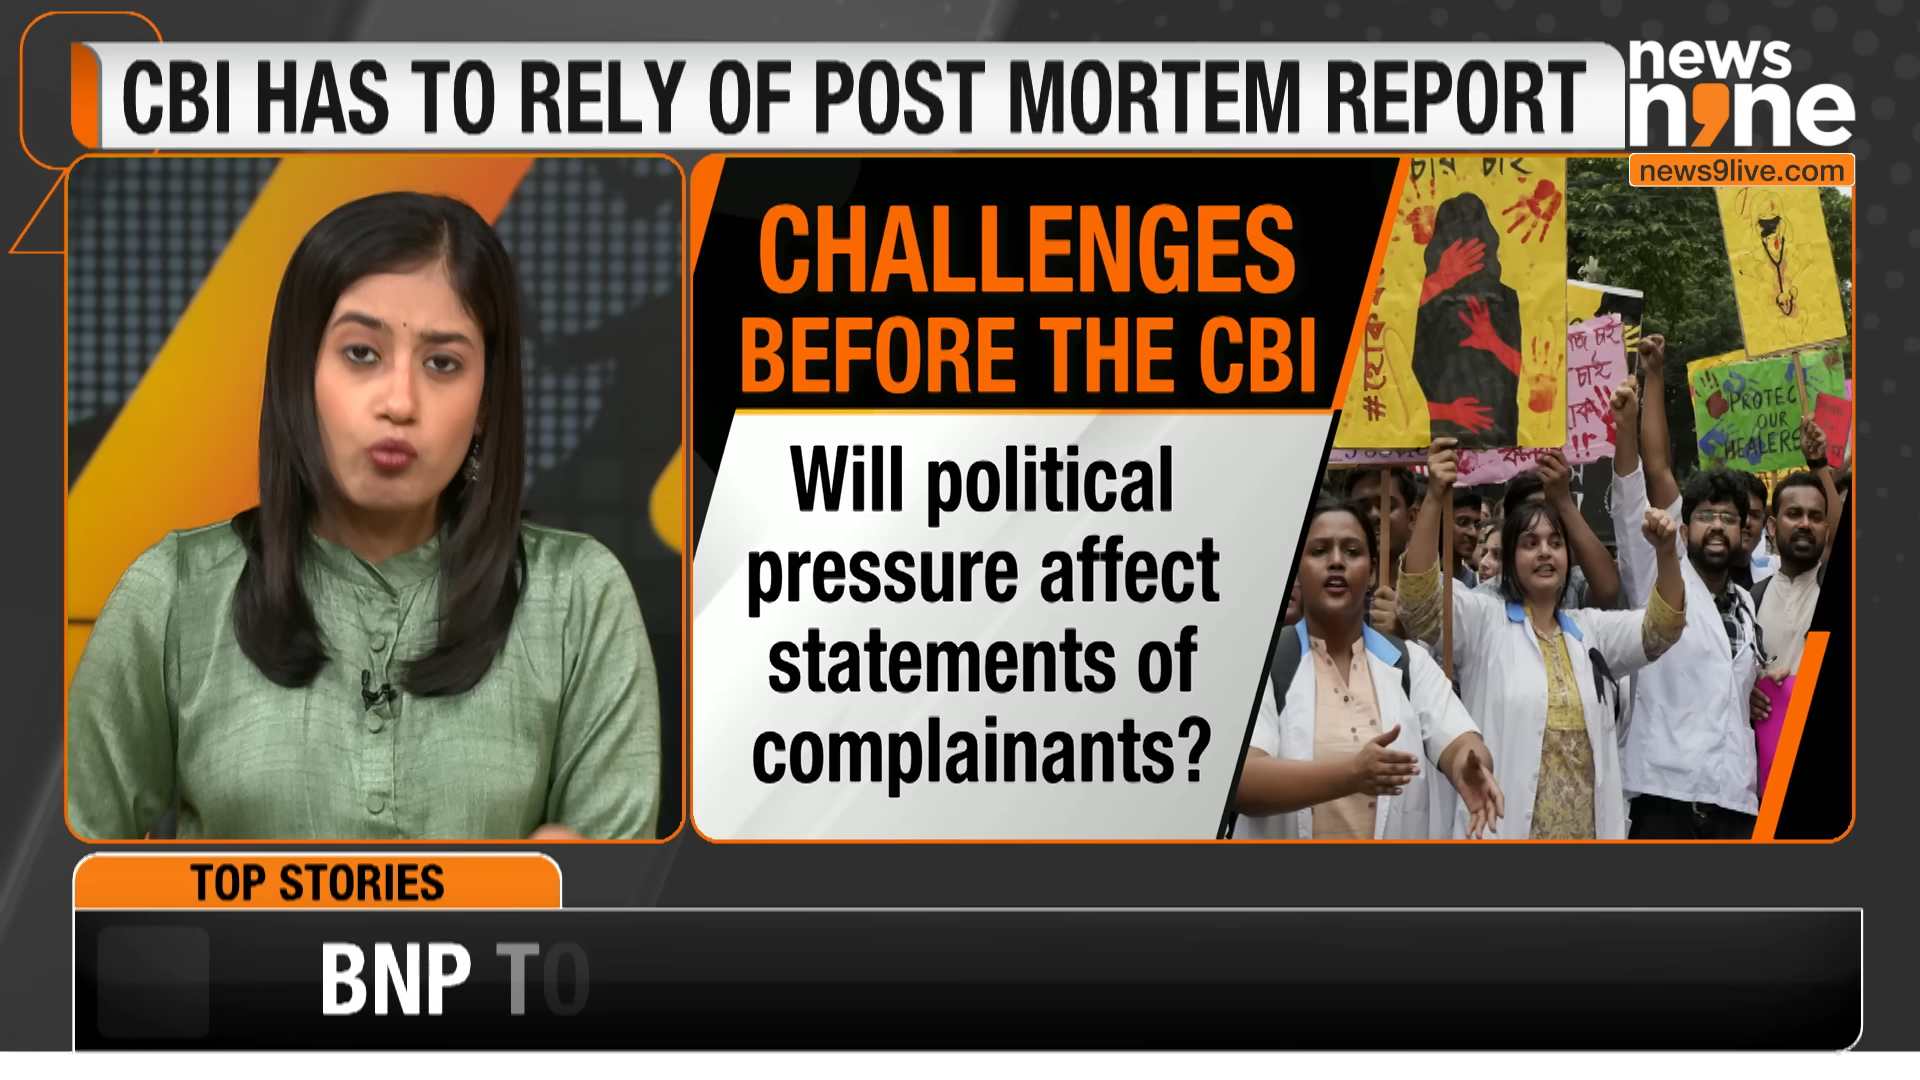 CBI HAS TO RELY OF POST MORTEM REPORT
news
nine
news9live.com
CHALLENGES
BEFORE THE CBI
Will political
pressure affect
statements of
complainants?
চাই
PROTEC
OUR
HEALERS
TOP STORIES
BNP TO